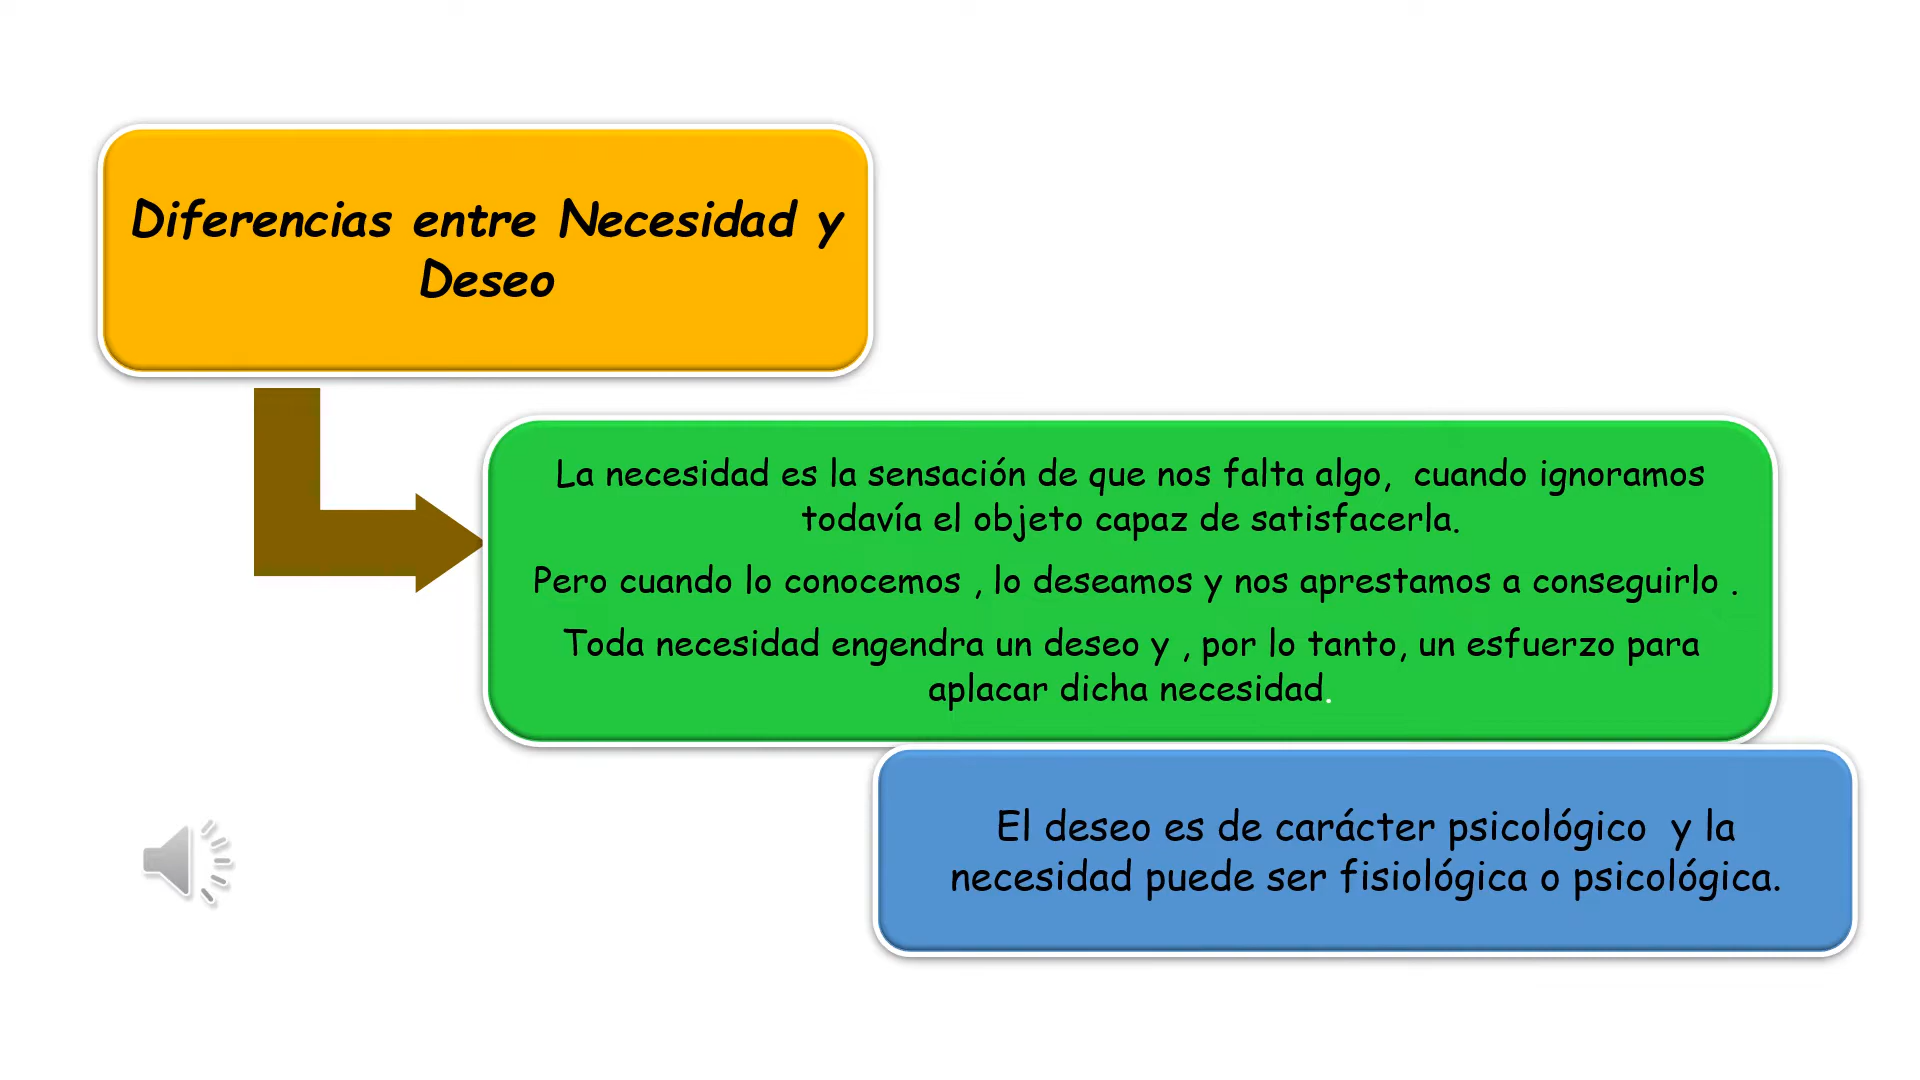 Diferencias entre Necesidad y
Deseo
La necesidad es la sensación de que nos falta algo,  cuando ignoramos
todavía el objeto capaz de satisfacerla.
Pero cuando lo conocemos , lo deseamos y nos aprestamos a conseguirlo .
Toda necesidad engendra un deseo y , por lo tanto, un esfuerzo para
aplacar dicha necesidad.
El deseo es de carácter psicológico  y la
necesidad puede ser fisiológica o psicológica.